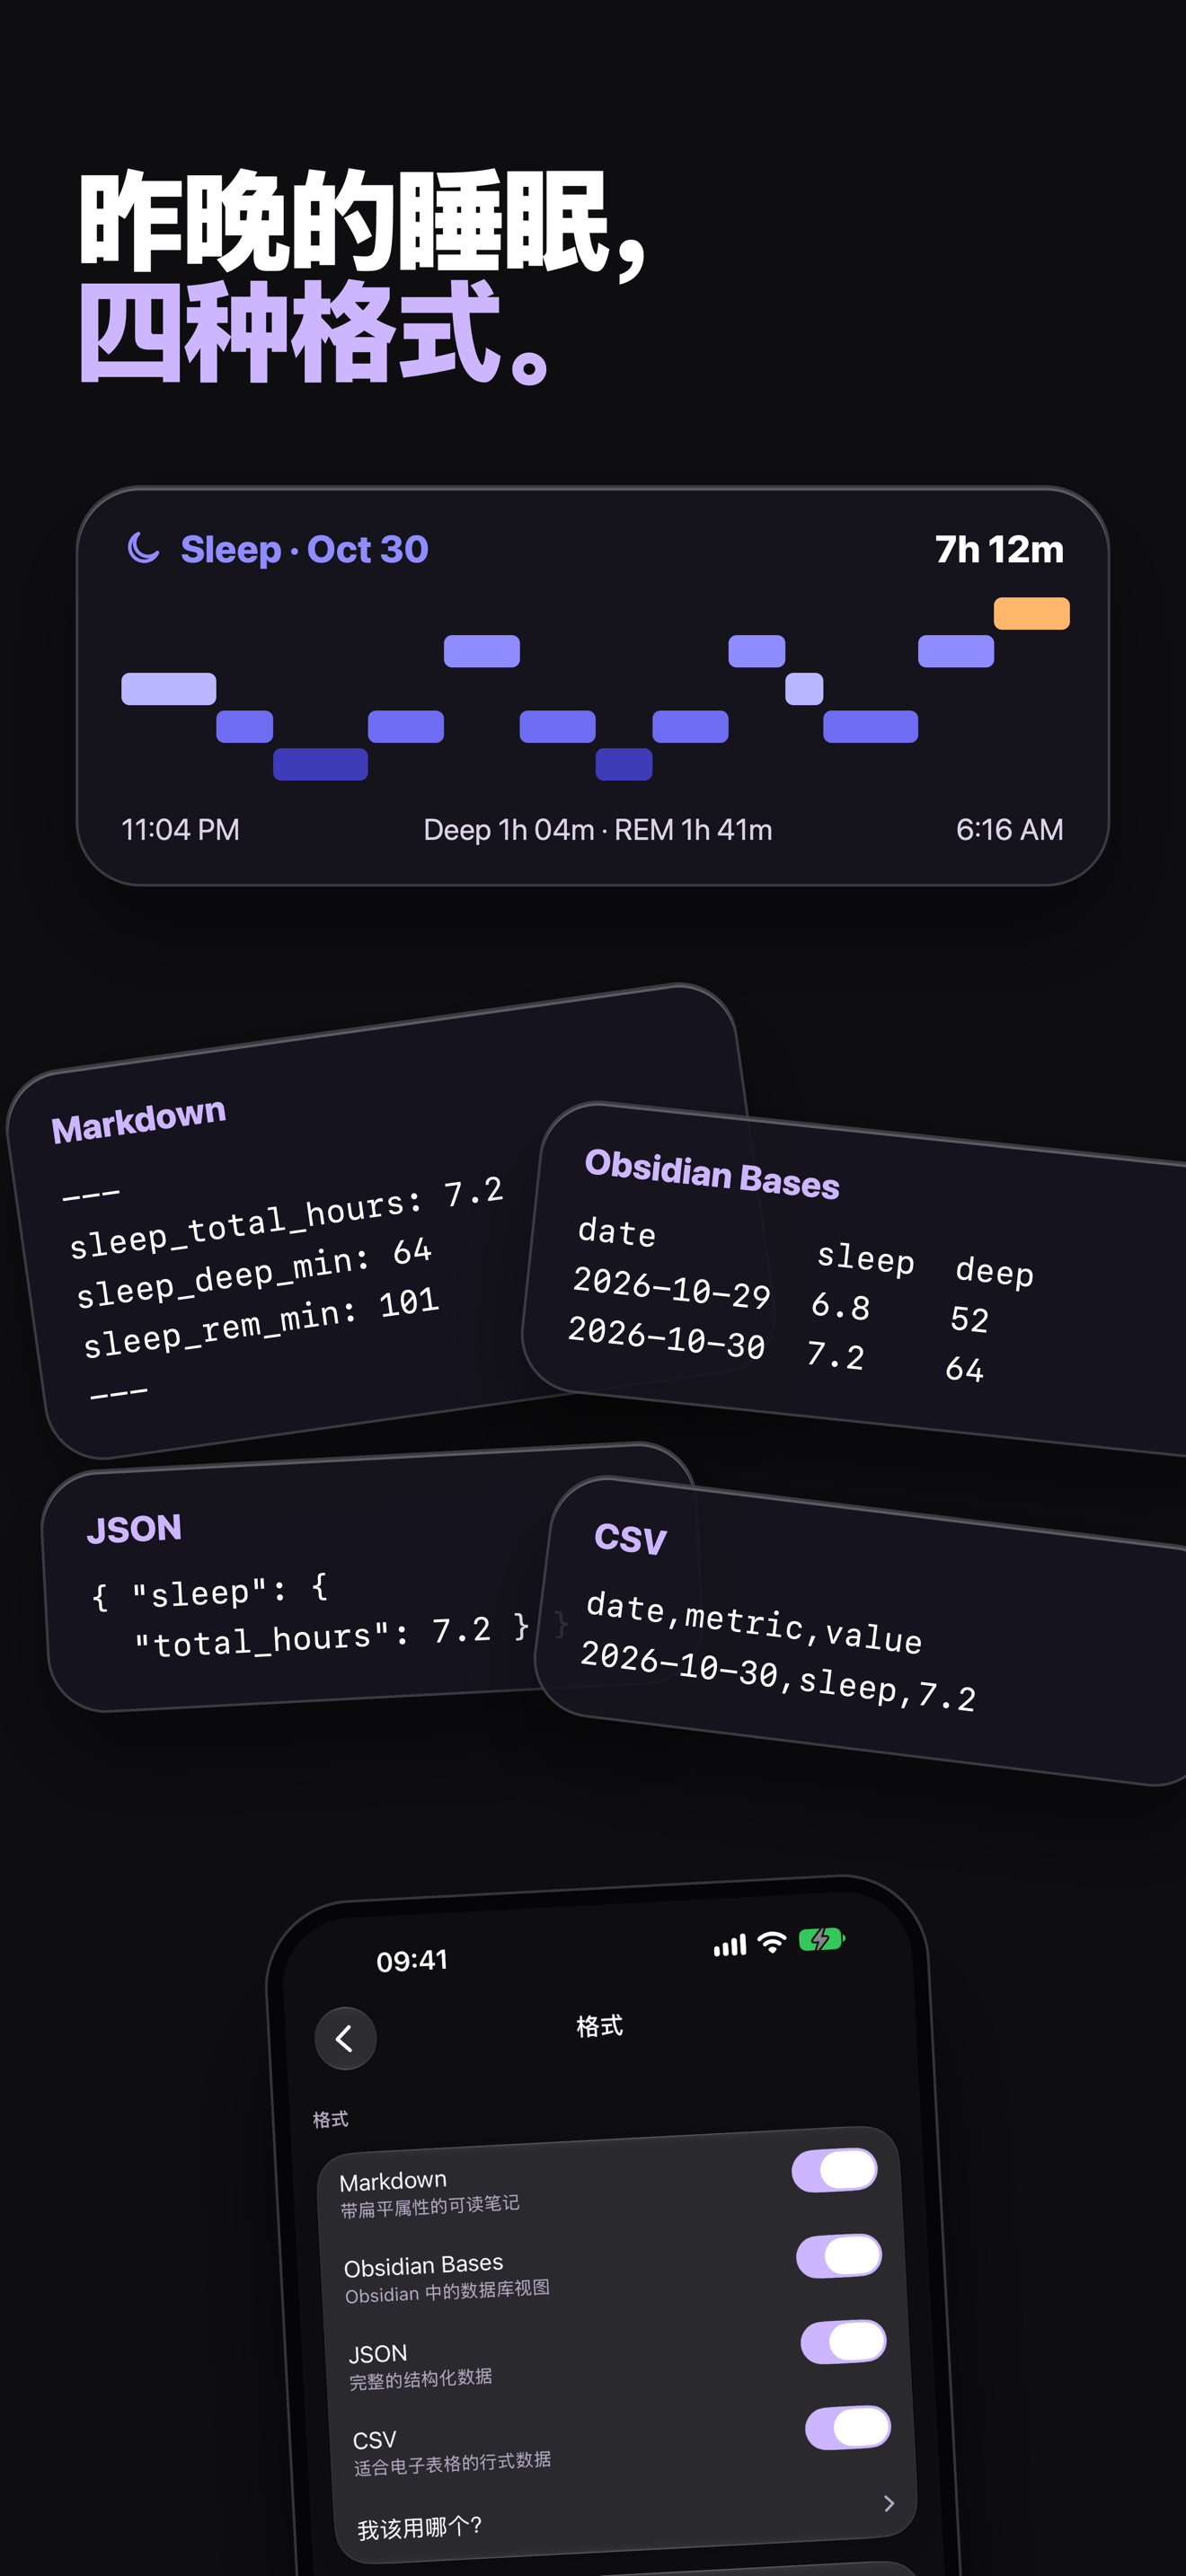 昨晚的睡眠，
四种格式。
Sleep · Oct 30
7h 12m
11:04 PM
Deep 1h 04m · REM 1h 41m
6:16 AM
Markdown
---
sleep_total_hours: 7.2
sleep_deep_min: 64
sleep_rem_min: 101
---
Obsidian Bases
date sleep deep
2026-10-29 6.8 52
2026-10-30 7.2 64
JSON
{ "sleep": {
"total_hours": 7.2 } }
CSV
date,metric,value
2026-10-30,sleep,7.2
09:41
格式
格式
Markdown
带扁平属性的可读笔记
Obsidian Bases
Obsidian 中的数据库视图
JSON
完整的结构化数据
CSV
适合电子表格的行式数据
我该用哪个?